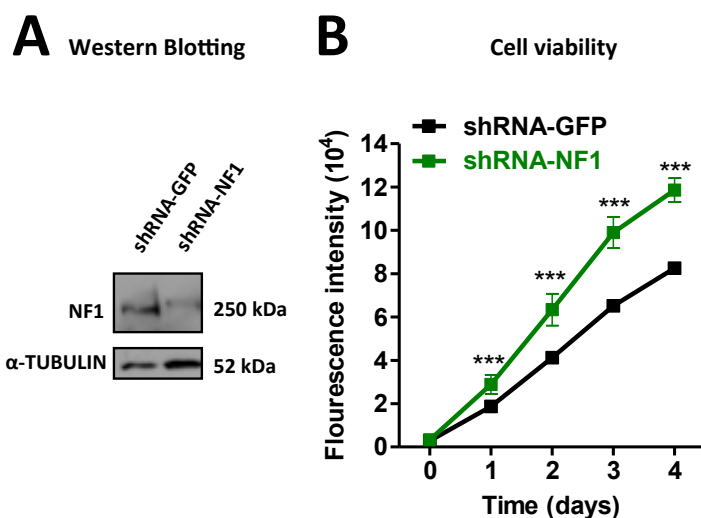 A Western Blotting
shRNA-GFP
shRNA-NF1
NF1
250 kDa
α-TUBULIN
52 kDa
B Cell viability
shRNA-GFP
shRNA-NF1
Flourescence intensity (10⁴)
14
12
10
8
6
4
2
0
***
***
***
***
0 1 2 3 4
Time (days)